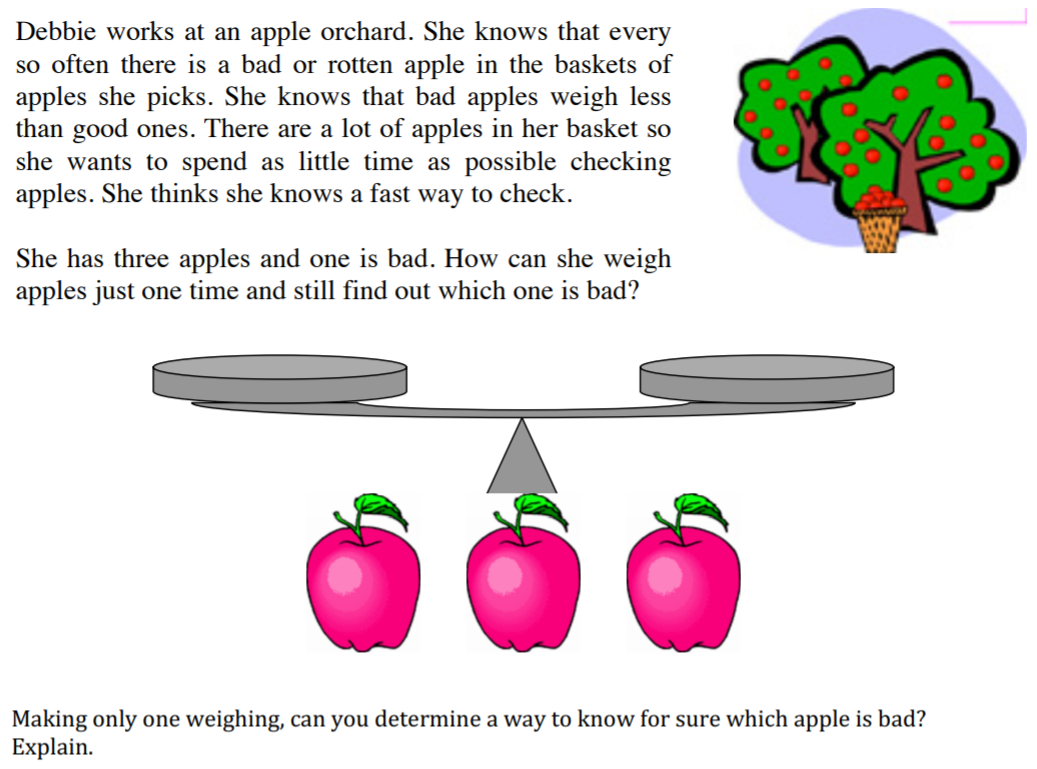 Debbie works at an apple orchard. She knows that every
so often there is a bad or rotten apple in the baskets of
apples she picks. She knows that bad apples weigh less
than good ones. There are a lot of apples in her basket so
she wants to spend as little time as possible checking
apples. She thinks she knows a fast way to check.
She has three apples and one is bad. How can she weigh
apples just one time and still find out which one is bad?
Making only one weighing, can you determine a way to know for sure which apple is bad?
Explain.